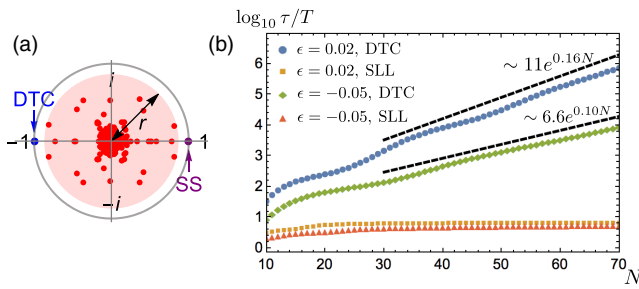 (a)
i
DTC
r
−1
1
SS
−i
(b)
log₁₀ τ/T
ϵ = 0.02, DTC
ϵ = 0.02, SLL
ϵ = −0.05, DTC
ϵ = −0.05, SLL
∼ 11e^{0.16N}
∼ 6.6e^{0.10N}
6
5
4
3
2
1
0
10 20 30 40 50 60 70
N